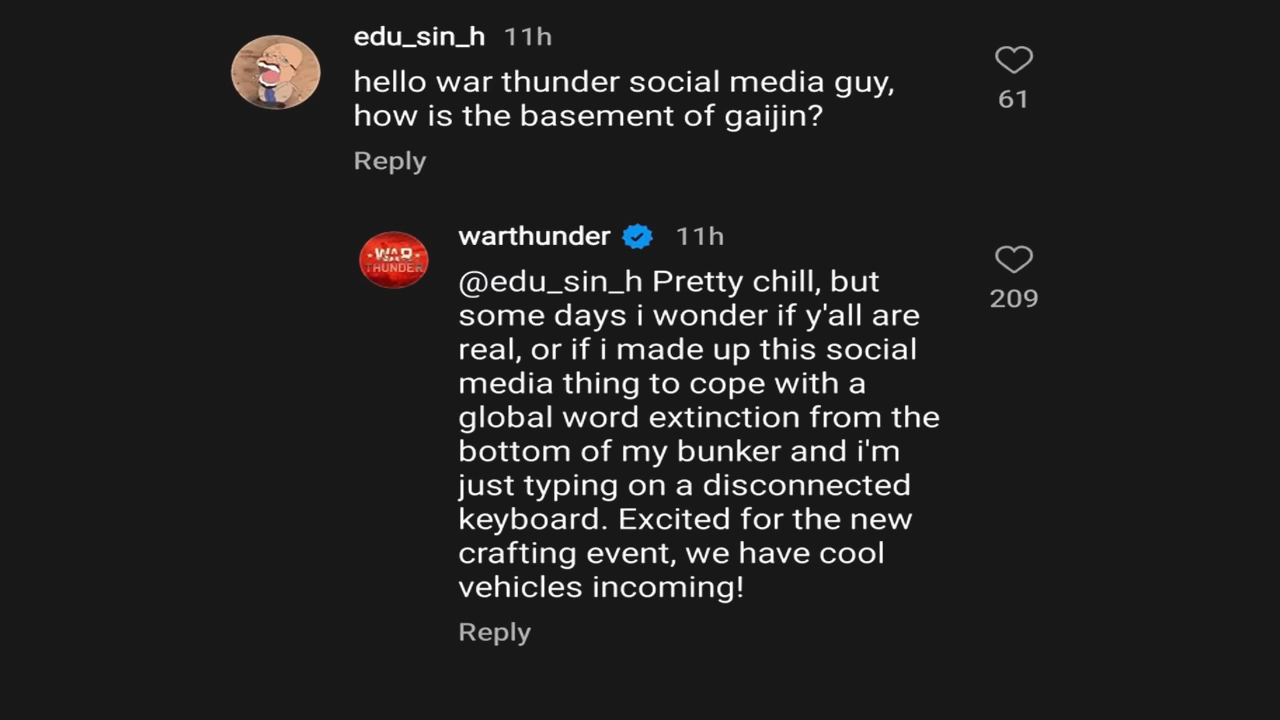 edu_sin_h 11h
hello war thunder social media guy,
how is the basement of gaijin?
61
Reply
warthunder 11h
WAR
THUNDER
@edu_sin_h Pretty chill, but
some days i wonder if y'all are
real, or if i made up this social
media thing to cope with a
global word extinction from the
bottom of my bunker and i'm
just typing on a disconnected
keyboard. Excited for the new
crafting event, we have cool
vehicles incoming!
209
Reply